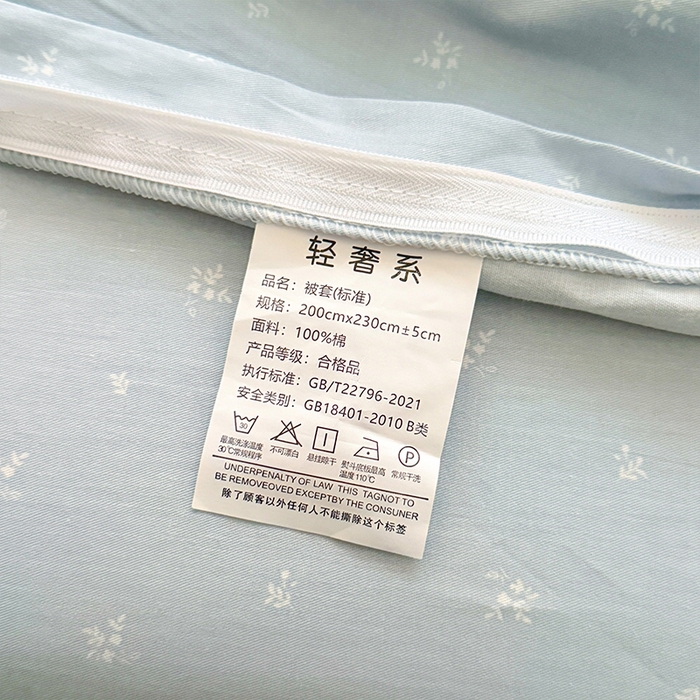 轻奢系
品名：被套(标准)
规格：200cmx230cm±5cm
面料：100%棉
产品等级：合格品
执行标准：GB/T22796-2021
安全类别：GB18401-2010 B类
30 P
最高洗涤温度30℃常规程序 不可漂白 悬挂晾干 熨斗底板最高温度110℃ 常规干洗
UNDERPENALTY OF LAW THIS TAGNOT TO
BE REMOVEOVED EXCEPTBY THE CONSUNER
除了顾客以外任何人不能撕除这个标签